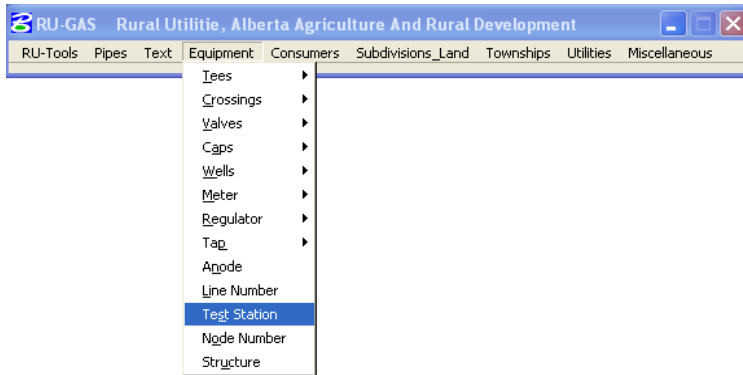 RU-GAS Rural Utilitie, Alberta Agriculture And Rural Development
RU-Tools Pipes Text Equipment Consumers Subdivisions_Land Townships Utilities Miscellaneous
Tees
Crossings
Valves
Caps
Wells
Meter
Regulator
Tap
Anode
Line Number
Test Station
Node Number
Structure